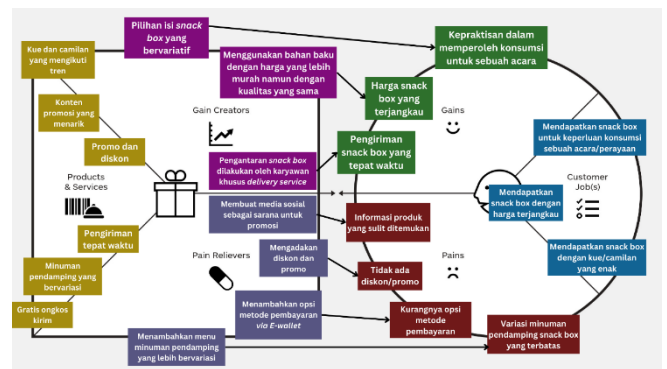 Kue dan camilan
yang mengikuti
tren
Konten
promosi yang
menarik
Promo dan
diskon
Products
& Services
Pengiriman
tepat waktu
Minuman
pendamping yang
bervariasi
Gratis ongkos
kirim
Pilihan isi snack
box yang
bervariatif
Menggunakan bahan baku
dengan harga yang lebih
murah namun dengan
kualitas yang sama
Gain Creators
Pengantaran snack box
dilakukan oleh karyawan
khusus delivery service
Membuat media sosial
sebagai sarana untuk
promosi
Mengadakan
diskon dan
promo
Pain Relievers
Menambahkan opsi
metode pembayaran
via E-wallet
Menambahkan menu
minuman pendamping
yang lebih bervariasi
Kepraktisan dalam
memperoleh konsumsi
untuk sebuah acara
Harga snack
box yang
terjangkau
Gains
Pengiriman
snack box yang
tepat waktu
Informasi produk
yang sulit ditemukan
Pains
Tidak ada
diskon/promo
Kurangnya opsi
metode
pembayaran
Variasi minuman
pendamping snack box
yang terbatas
Mendapatkan snack box
untuk keperluan konsumsi
sebuah acara/perayaan
Customer
Job(s)
Mendapatkan
snack box dengan
harga terjangkau
Mendapatkan snack box
dengan kue/camilan
yang enak